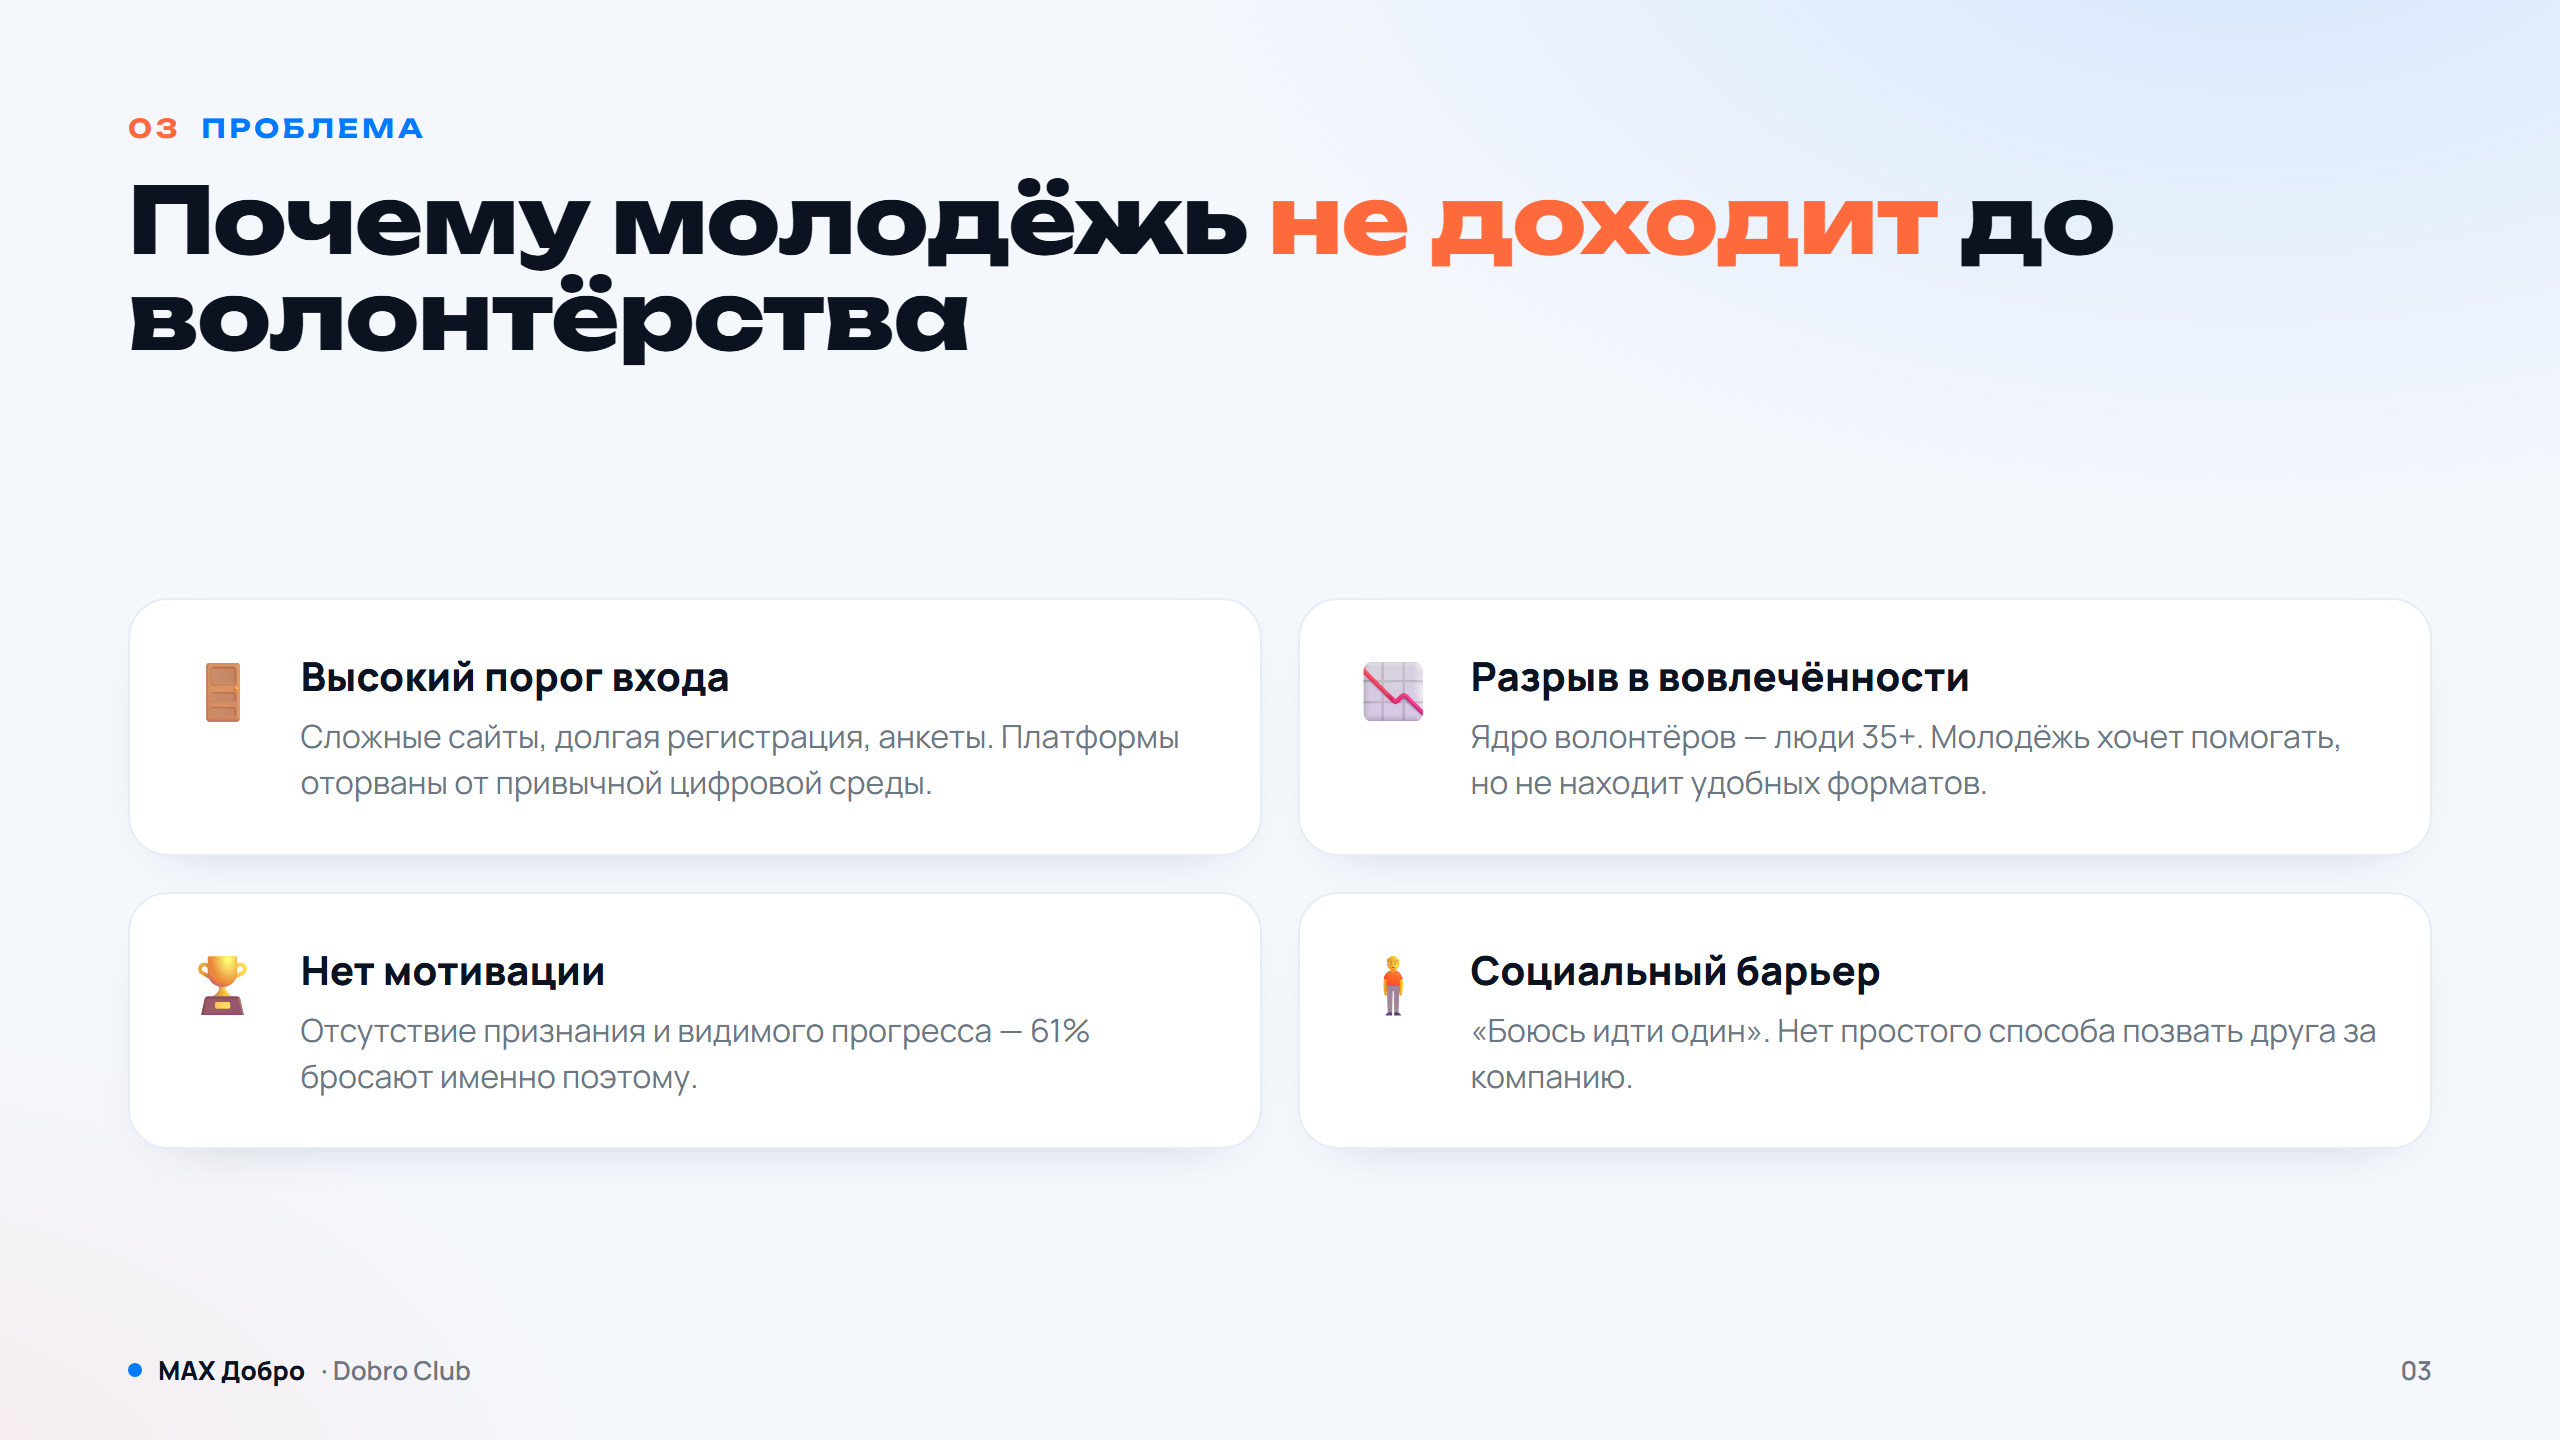 03 ПРОБЛЕМА
Почему молодёжь не доходит до
волонтёрства
Высокий порог входа
Сложные сайты, долгая регистрация, анкеты. Платформы
оторваны от привычной цифровой среды.
Разрыв в вовлечённости
Ядро волонтёров — люди 35+. Молодёжь хочет помогать,
но не находит удобных форматов.
Нет мотивации
Отсутствие признания и видимого прогресса — 61%
бросают именно поэтому.
Социальный барьер
«Боюсь идти один». Нет простого способа позвать друга за
компанию.
MAX Добро · Dobro Club
03